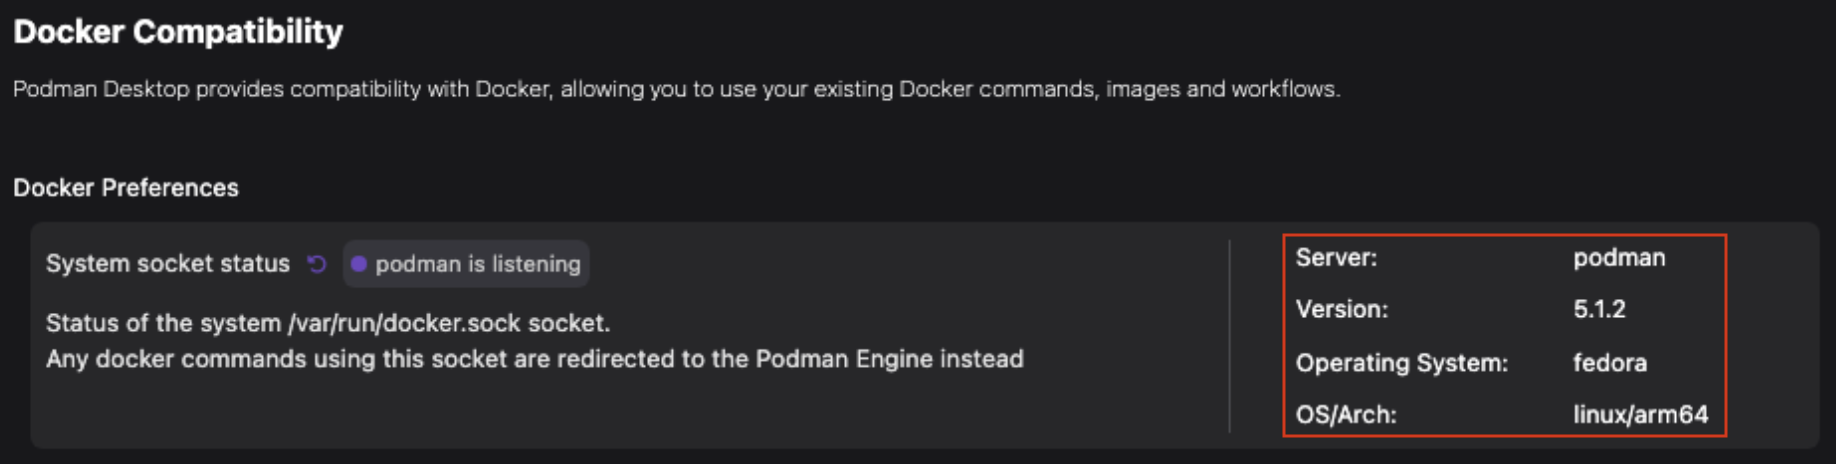 Docker Compatibility
Podman Desktop provides compatibility with Docker, allowing you to use your existing Docker commands, images and workflows.
Docker Preferences
System socket status podman is listening
Status of the system /var/run/docker.sock socket.
Any docker commands using this socket are redirected to the Podman Engine instead
Server: podman
Version: 5.1.2
Operating System: fedora
OS/Arch: linux/arm64